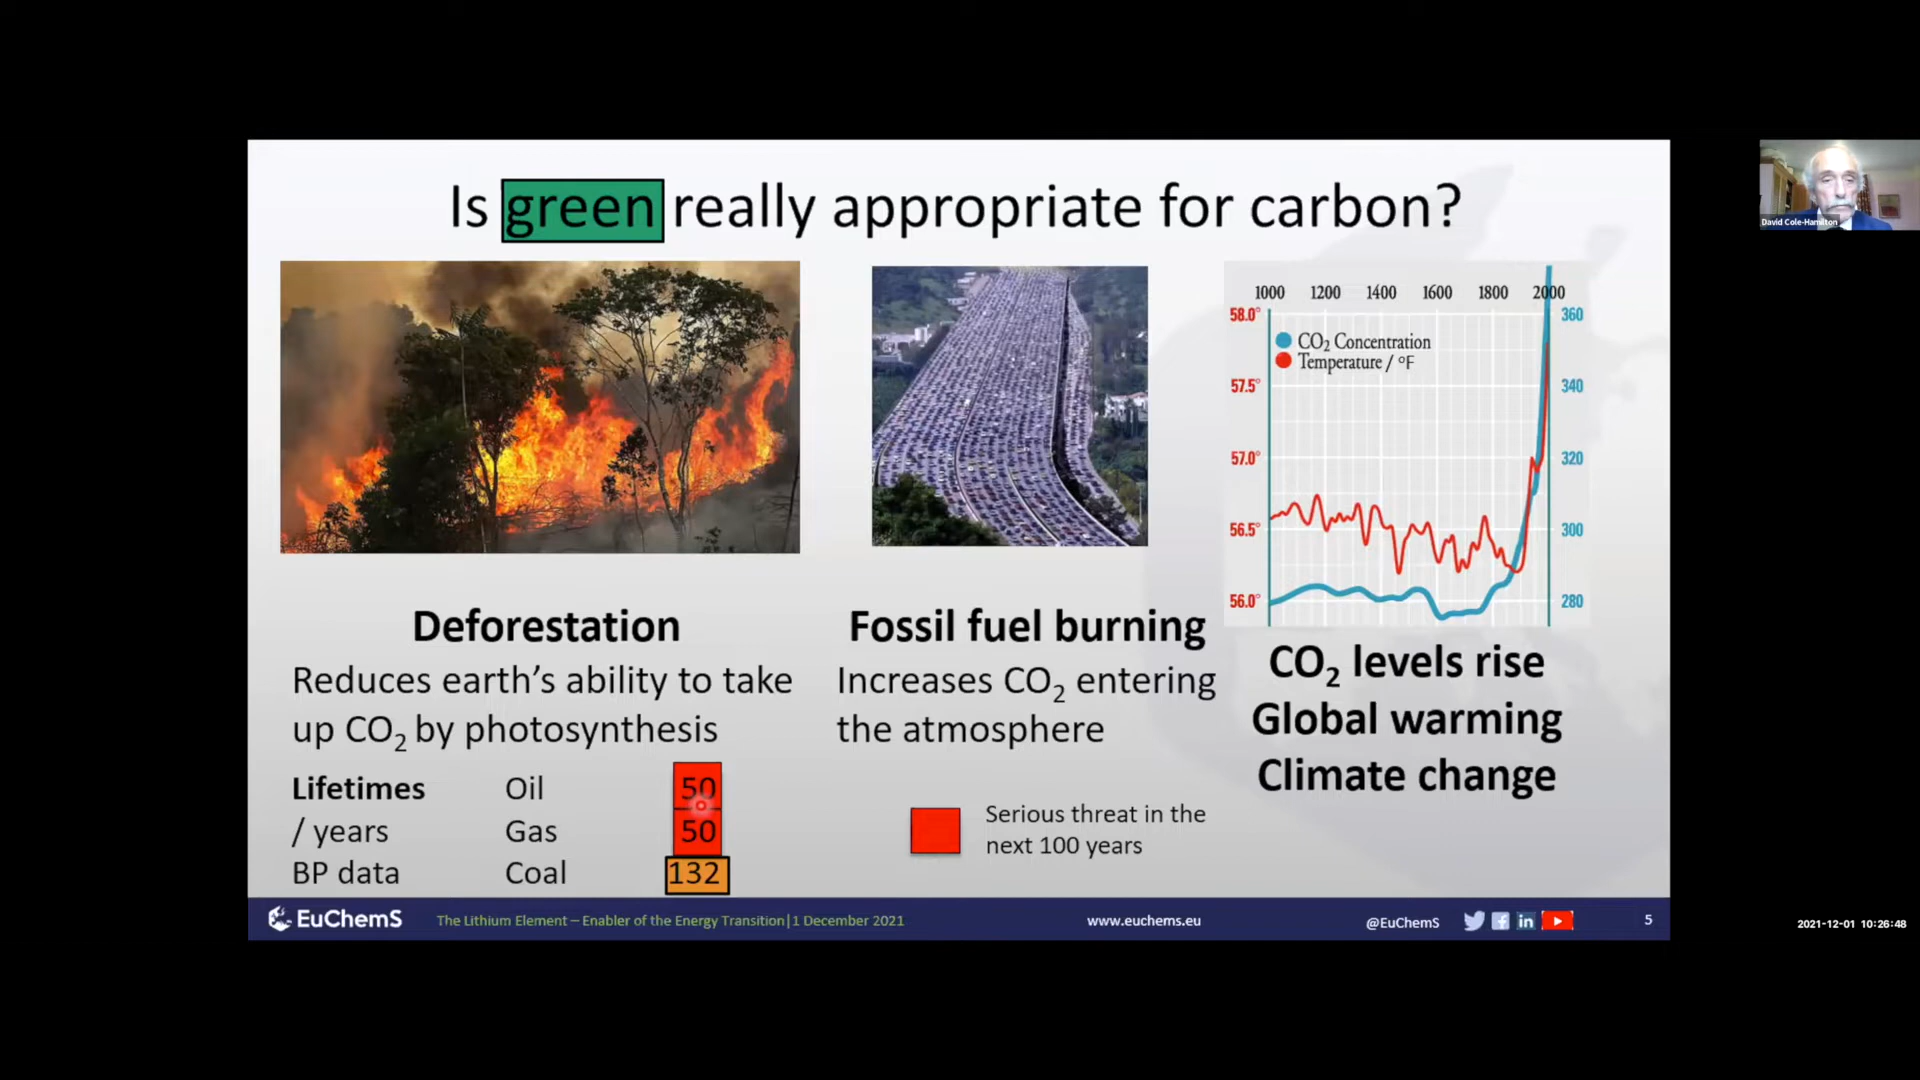 Is green really appropriate for carbon?
1000 1200 1400 1600 1800 2000
58.0°
57.5°
57.0°
56.5°
56.0°
CO₂ Concentration
Temperature / °F
360
340
320
300
280
Deforestation
Reduces earth’s ability to take
up CO₂ by photosynthesis
Fossil fuel burning
Increases CO₂ entering
the atmosphere
CO₂ levels rise
Global warming
Climate change
Lifetimes Oil 50
/ years Gas 50
BP data Coal 132
Serious threat in the
next 100 years
EuChemS
The Lithium Element – Enabler of the Energy Transition|1 December 2021
www.euchems.eu
@EuChemS
in
5
David Cole-Hamilton
2021-12-01 10:26:48